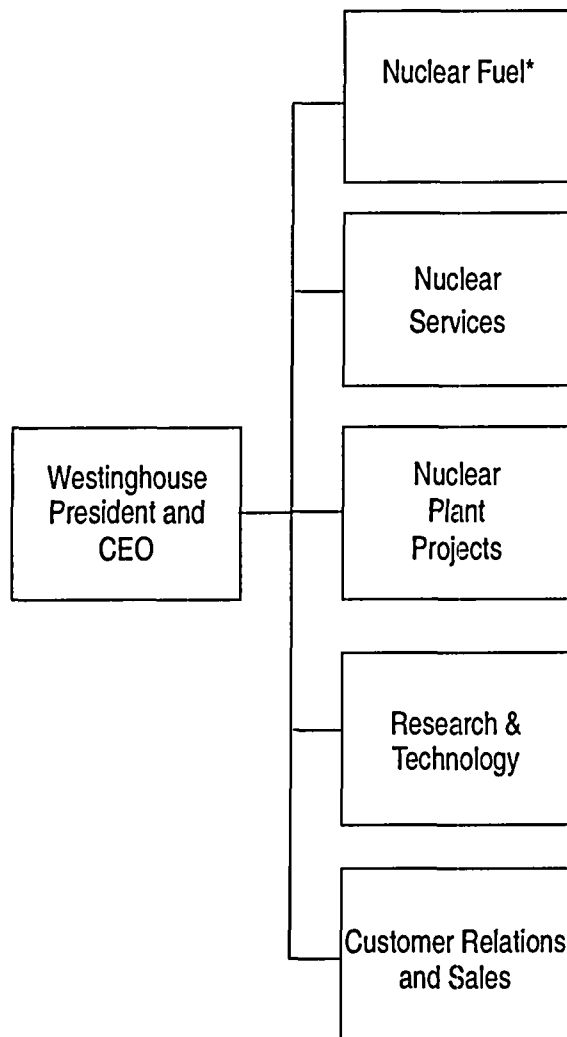 Nuclear Fuel*
Nuclear
Services
Westinghouse
President and
CEO
Nuclear
Plant
Projects
Research &
Technology
Customer Relations
and Sales